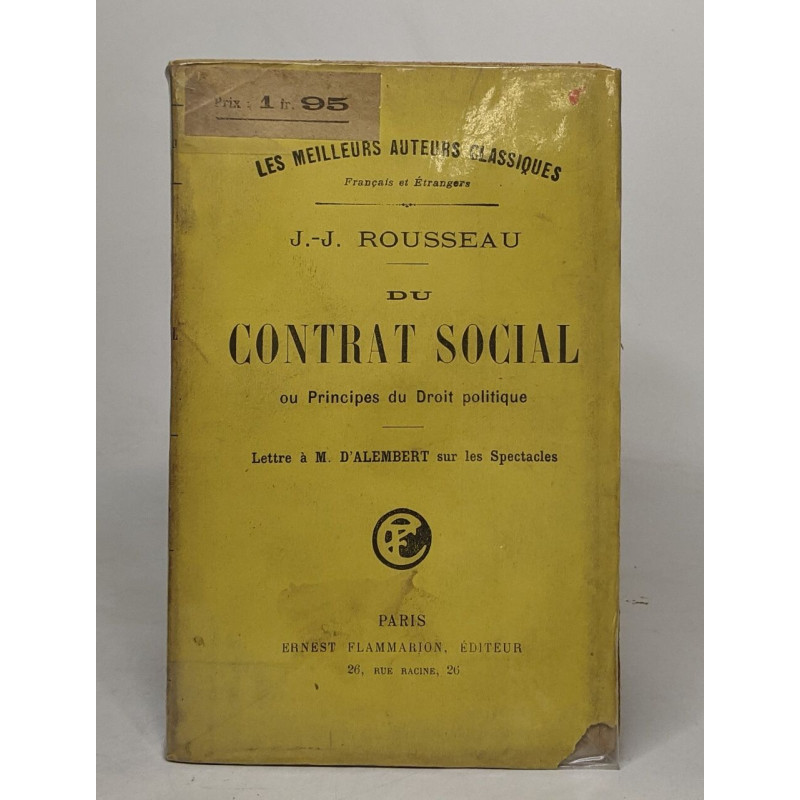 Prix : 1 fr. 95
LES MEILLEURS AUTEURS CLASSIQUES
Français et Étrangers
J.-J. ROUSSEAU
DU
CONTRAT SOCIAL
ou Principes du Droit politique
Lettre à M. D'ALEMBERT sur les Spectacles
PARIS
ERNEST FLAMMARION, ÉDITEUR
26, RUE RACINE, 26